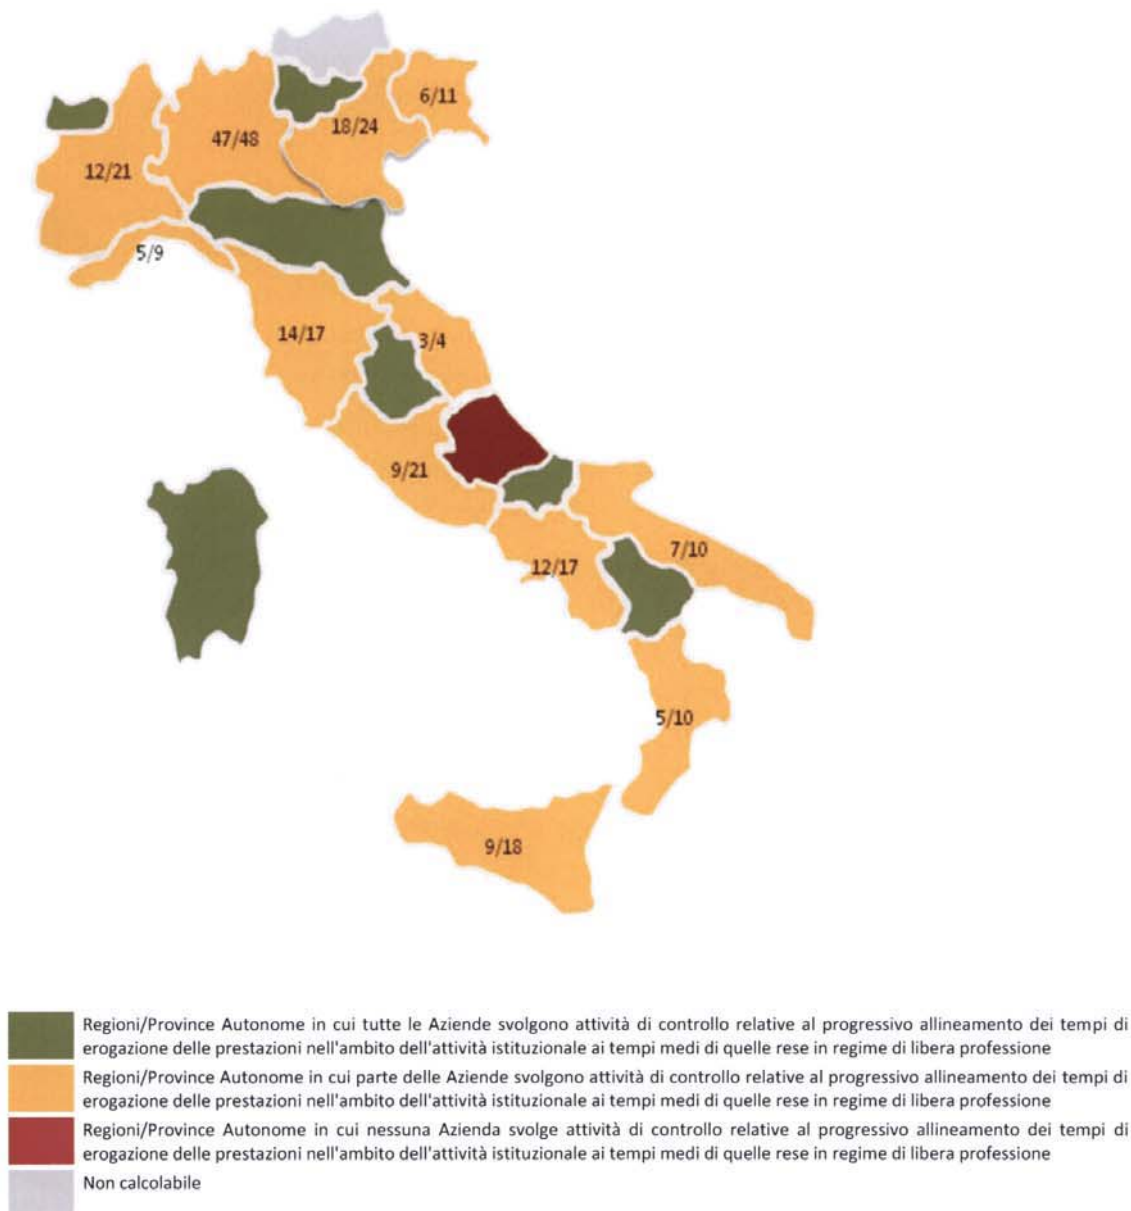 6/11
18/24
47/48
12/21
5/9
14/17
3/4
9/21
7/10
12/17
5/10
9/18
Regioni/Province Autonome in cui tutte le Aziende svolgono attività di controllo relative al progressivo allineamento dei tempi di
erogazione delle prestazioni nell'ambito dell'attività istituzionale ai tempi medi di quelle rese in regime di libera professione
Regioni/Province Autonome in cui parte delle Aziende svolgono attività di controllo relative al progressivo allineamento dei tempi di
erogazione delle prestazioni nell'ambito dell'attività istituzionale ai tempi medi di quelle rese in regime di libera professione
Regioni/Province Autonome in cui nessuna Azienda svolge attività di controllo relative al progressivo allineamento dei tempi di
erogazione delle prestazioni nell'ambito dell'attività istituzionale ai tempi medi di quelle rese in regime di libera professione
Non calcolabile